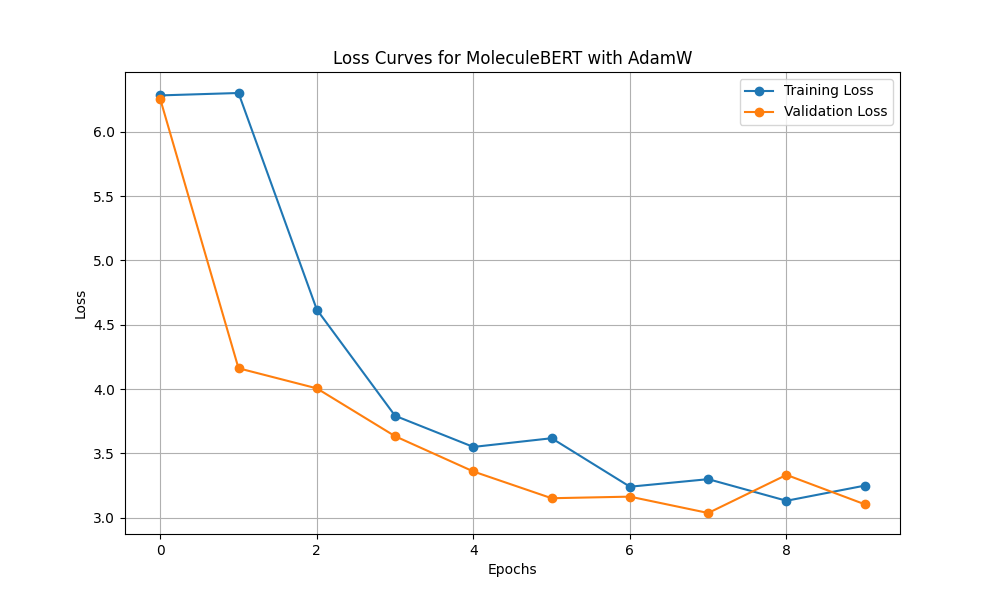 Loss Curves for MoleculeBERT with AdamW
Training Loss
Validation Loss
6.0
5.5
5.0
4.5
4.0
3.5
3.0
Loss
0 2 4 6 8
Epochs